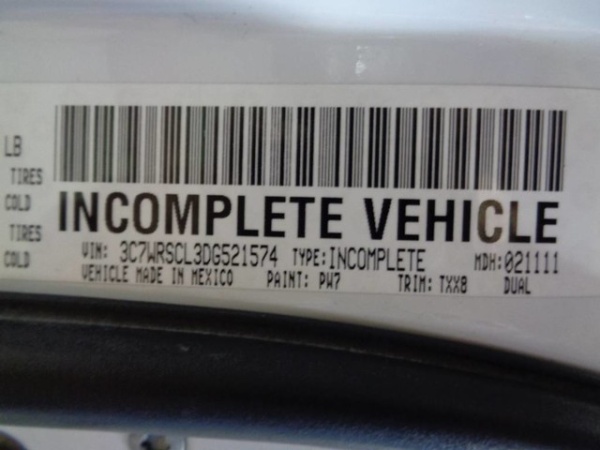 LB
TIRES
COLD
TIRES
COLD
INCOMPLETE VEHICLE
VIN: 3C7WRSCL3DG521574 TYPE: INCOMPLETE MDH: 021111
VEHICLE MADE IN MEXICO PAINT: PW7 TRIM: TXX8 DUAL